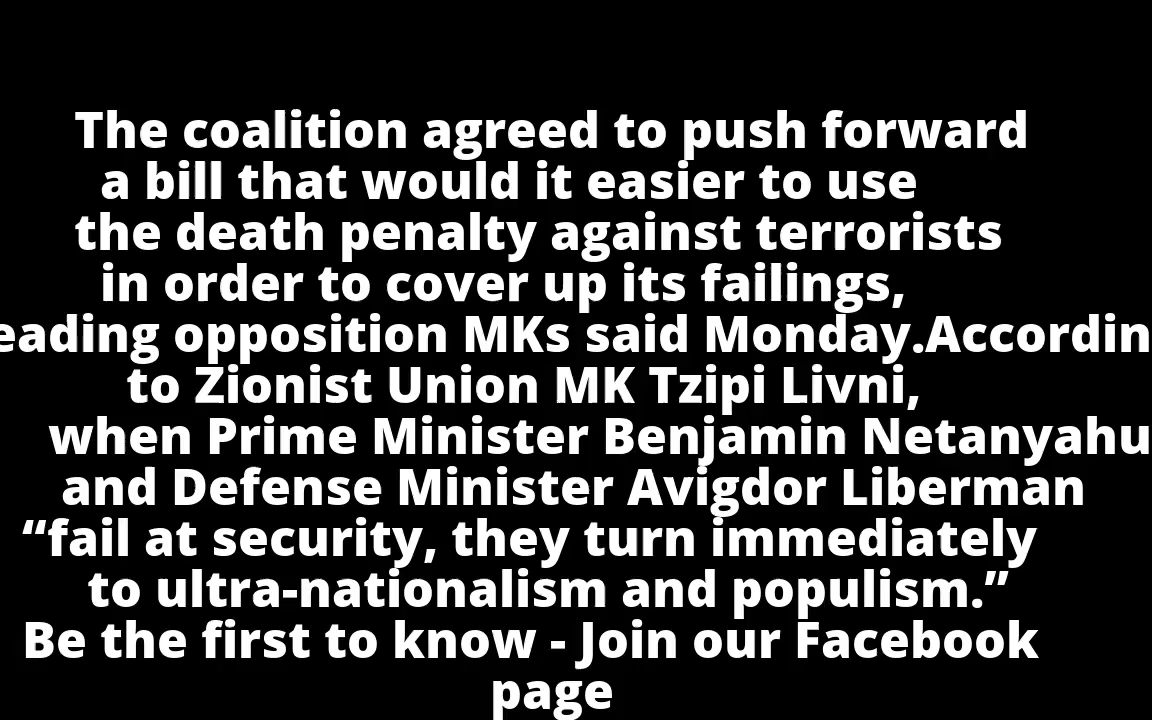 The coalition agreed to push forward
a bill that would it easier to use
the death penalty against terrorists
in order to cover up its failings,
eading opposition MKs said Monday.Accordin
to Zionist Union MK Tzipi Livni,
when Prime Minister Benjamin Netanyahu
and Defense Minister Avigdor Liberman
“fail at security, they turn immediately
to ultra-nationalism and populism.”
Be the first to know - Join our Facebook
page